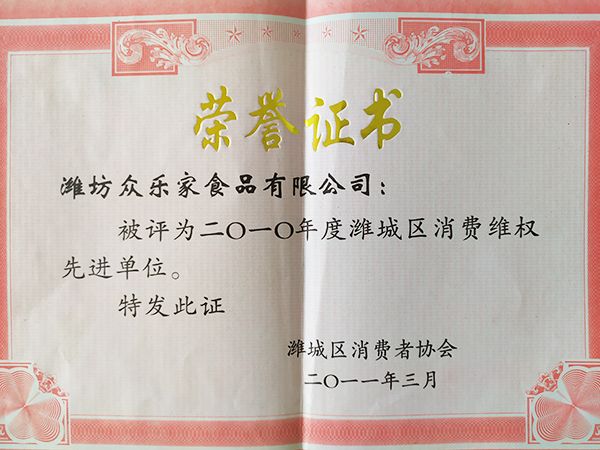 荣誉证书
潍坊众乐家食品有限公司：
被评为二〇一〇年度潍城区消费维权
先进单位。
特发此证
潍城区消费者协会
二〇一一年三月